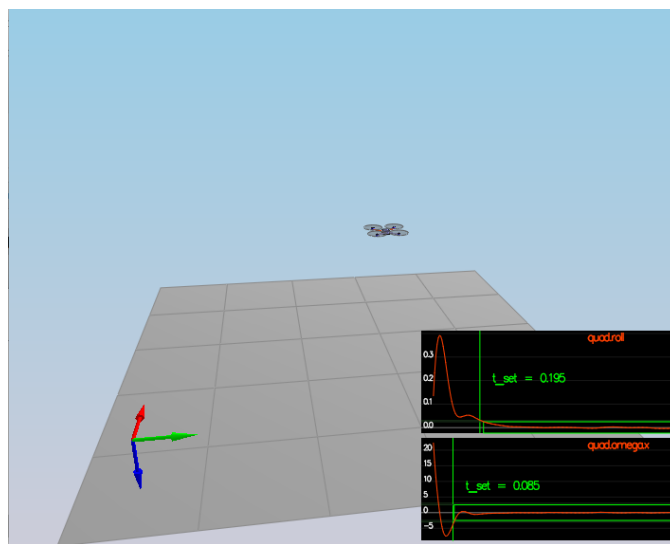 quad.roll
0.3
t_set = 0.195
0.2
0.1
0.0
quad.omega.x
20
15
10
t_set = 0.085
5
0
-5